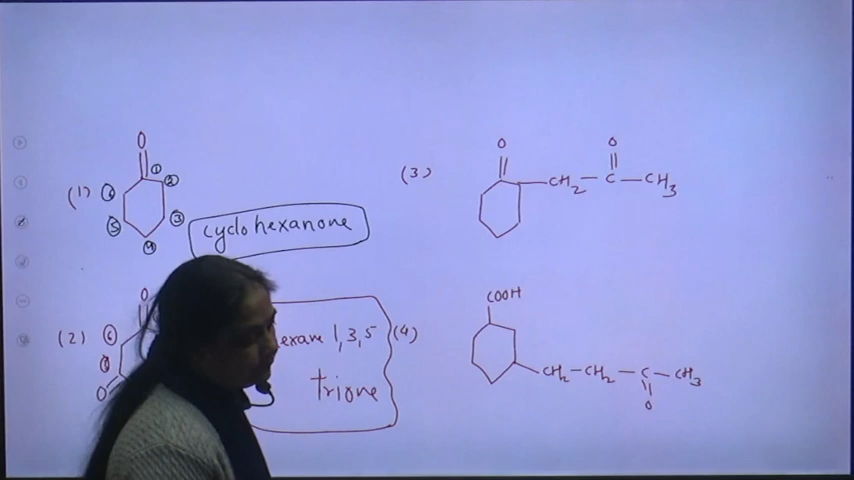 O
(1)
①
②
③
④
⑤
⑥
cyclohexanone
O
(2)
⑥
O
exane 1,3,5
trione
(3)
O
O
CH₂ — C — CH₃
(4)
COOH
CH₂ — CH₂ — C — CH₃
O